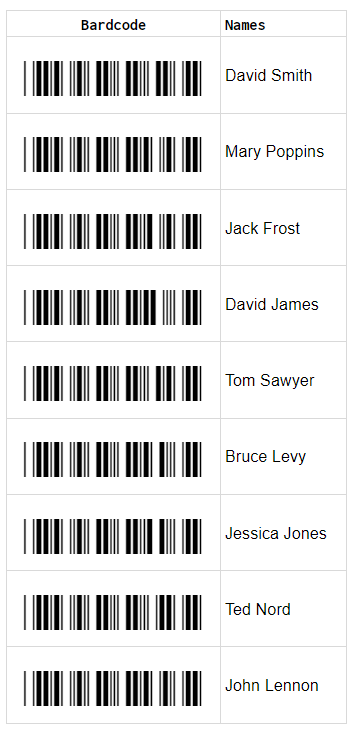 Bardcode Names
David Smith
Mary Poppins
Jack Frost
David James
Tom Sawyer
Bruce Levy
Jessica Jones
Ted Nord
John Lennon